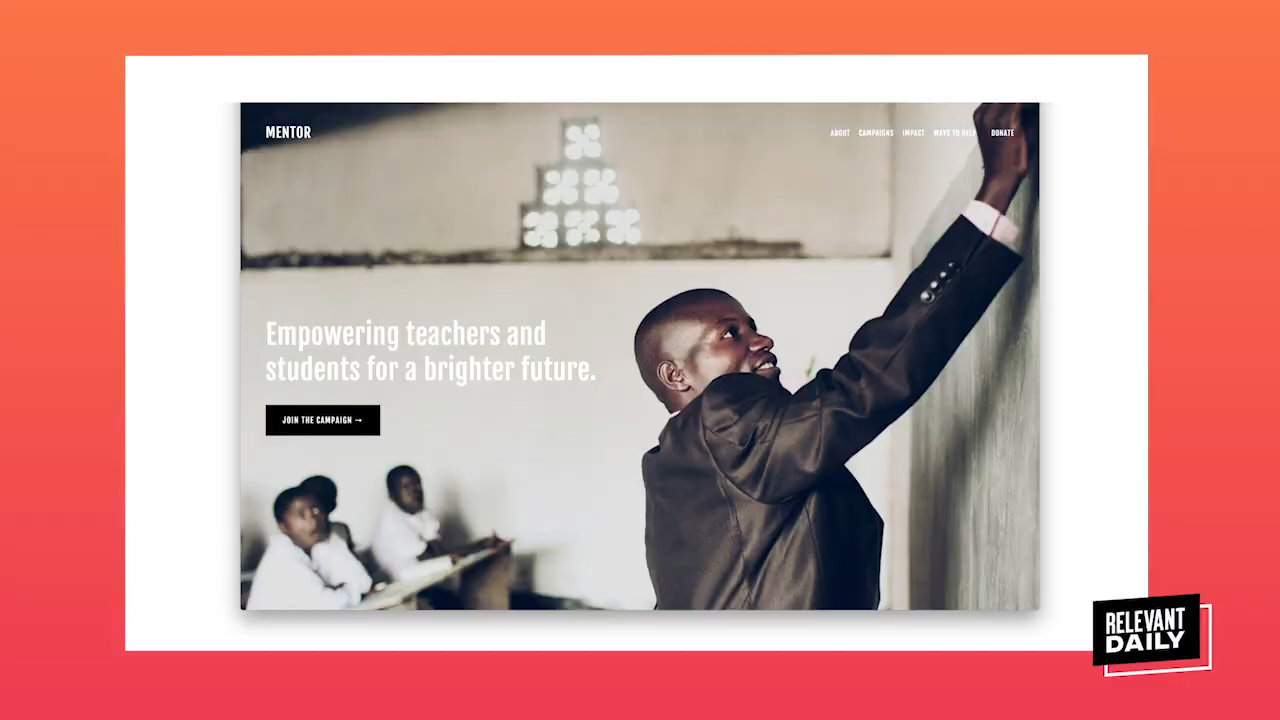 MENTOR
ABOUT CAMPAIGNS IMPACT WAYS TO HELP DONATE
Empowering teachers and
students for a brighter future.
JOIN THE CAMPAIGN →
RELEVANT
DAILY